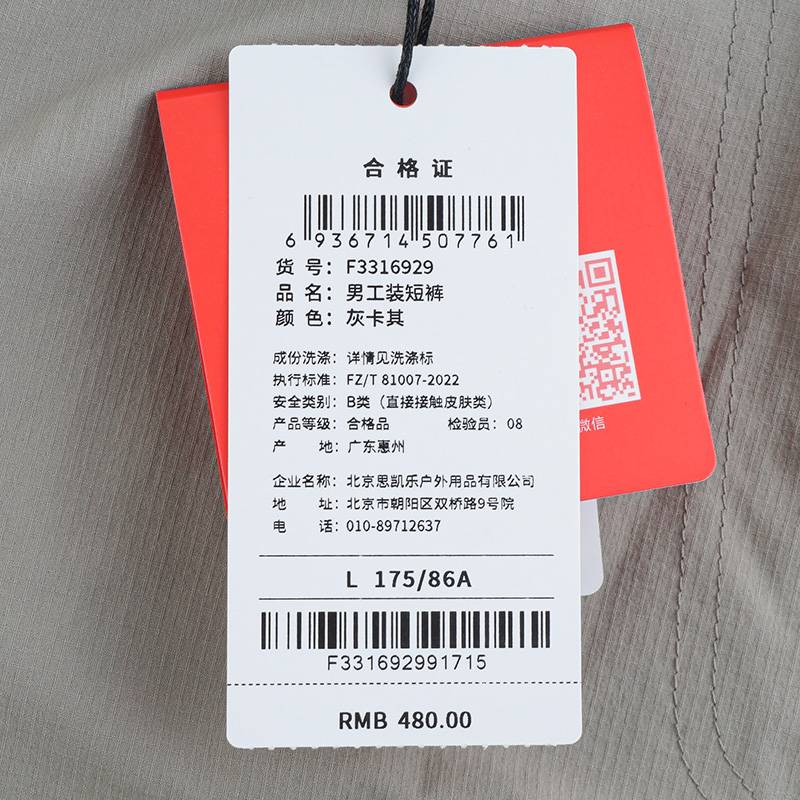 合格证
6 936714 507761
货 号：F3316929
品 名：男工装短裤
颜 色：灰卡其
成份洗涤：详情见洗涤标
执行标准：FZ/T 81007-2022
安全类别：B类（直接接触皮肤类）
产品等级：合格品 检验员：08
产 地：广东惠州
企业名称：北京思凯乐户外用品有限公司
地 址：北京市朝阳区双桥路9号院
电 话：010-89712637
L 175/86A
F331692991715
RMB 480.00
微信